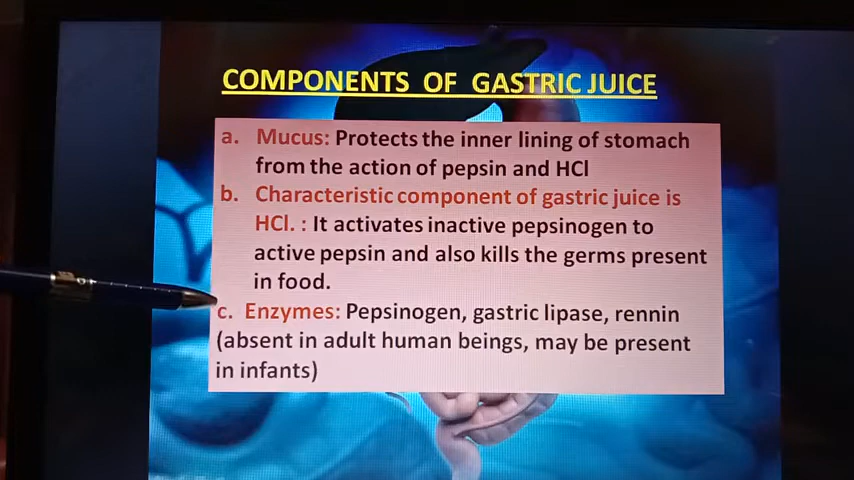 COMPONENTS OF GASTRIC JUICE
a. Mucus: Protects the inner lining of stomach
from the action of pepsin and HCl
b. Characteristic component of gastric juice is
HCl. : It activates inactive pepsinogen to
active pepsin and also kills the germs present
in food.
c. Enzymes: Pepsinogen, gastric lipase, rennin
(absent in adult human beings, may be present
in infants)